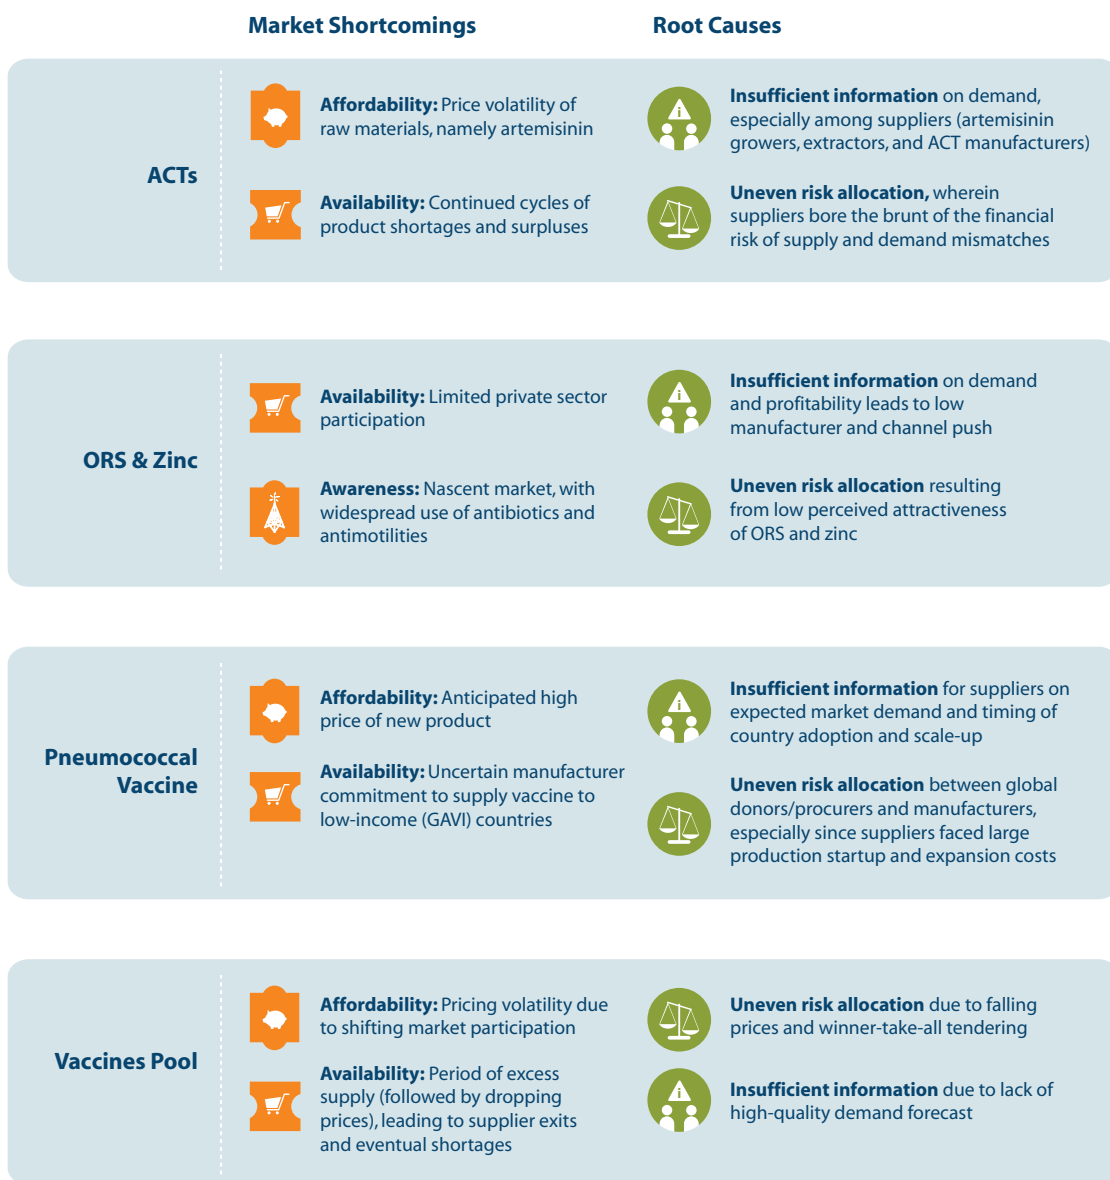 Market Shortcomings
Root Causes
ACTs
Affordability: Price volatility of
raw materials, namely artemisinin
Availability: Continued cycles of
product shortages and surpluses
Insufficient information on demand,
especially among suppliers (artemisinin
growers, extractors, and ACT manufacturers)
Uneven risk allocation, wherein
suppliers bore the brunt of the financial
risk of supply and demand mismatches
ORS & Zinc
Availability: Limited private sector
participation
Awareness: Nascent market, with
widespread use of antibiotics and
antimotilities
Insufficient information on demand
and profitability leads to low
manufacturer and channel push
Uneven risk allocation resulting
from low perceived attractiveness
of ORS and zinc
Pneumococcal
Vaccine
Affordability: Anticipated high
price of new product
Availability: Uncertain manufacturer
commitment to supply vaccine to
low-income (GAVI) countries
Insufficient information for suppliers on
expected market demand and timing of
country adoption and scale-up
Uneven risk allocation between global
donors/procurers and manufacturers,
especially since suppliers faced large
production startup and expansion costs
Vaccines Pool
Affordability: Pricing volatility due
to shifting market participation
Availability: Period of excess
supply (followed by dropping
prices), leading to supplier exits
and eventual shortages
Uneven risk allocation due to falling
prices and winner-take-all tendering
Insufficient information due to lack of
high-quality demand forecast